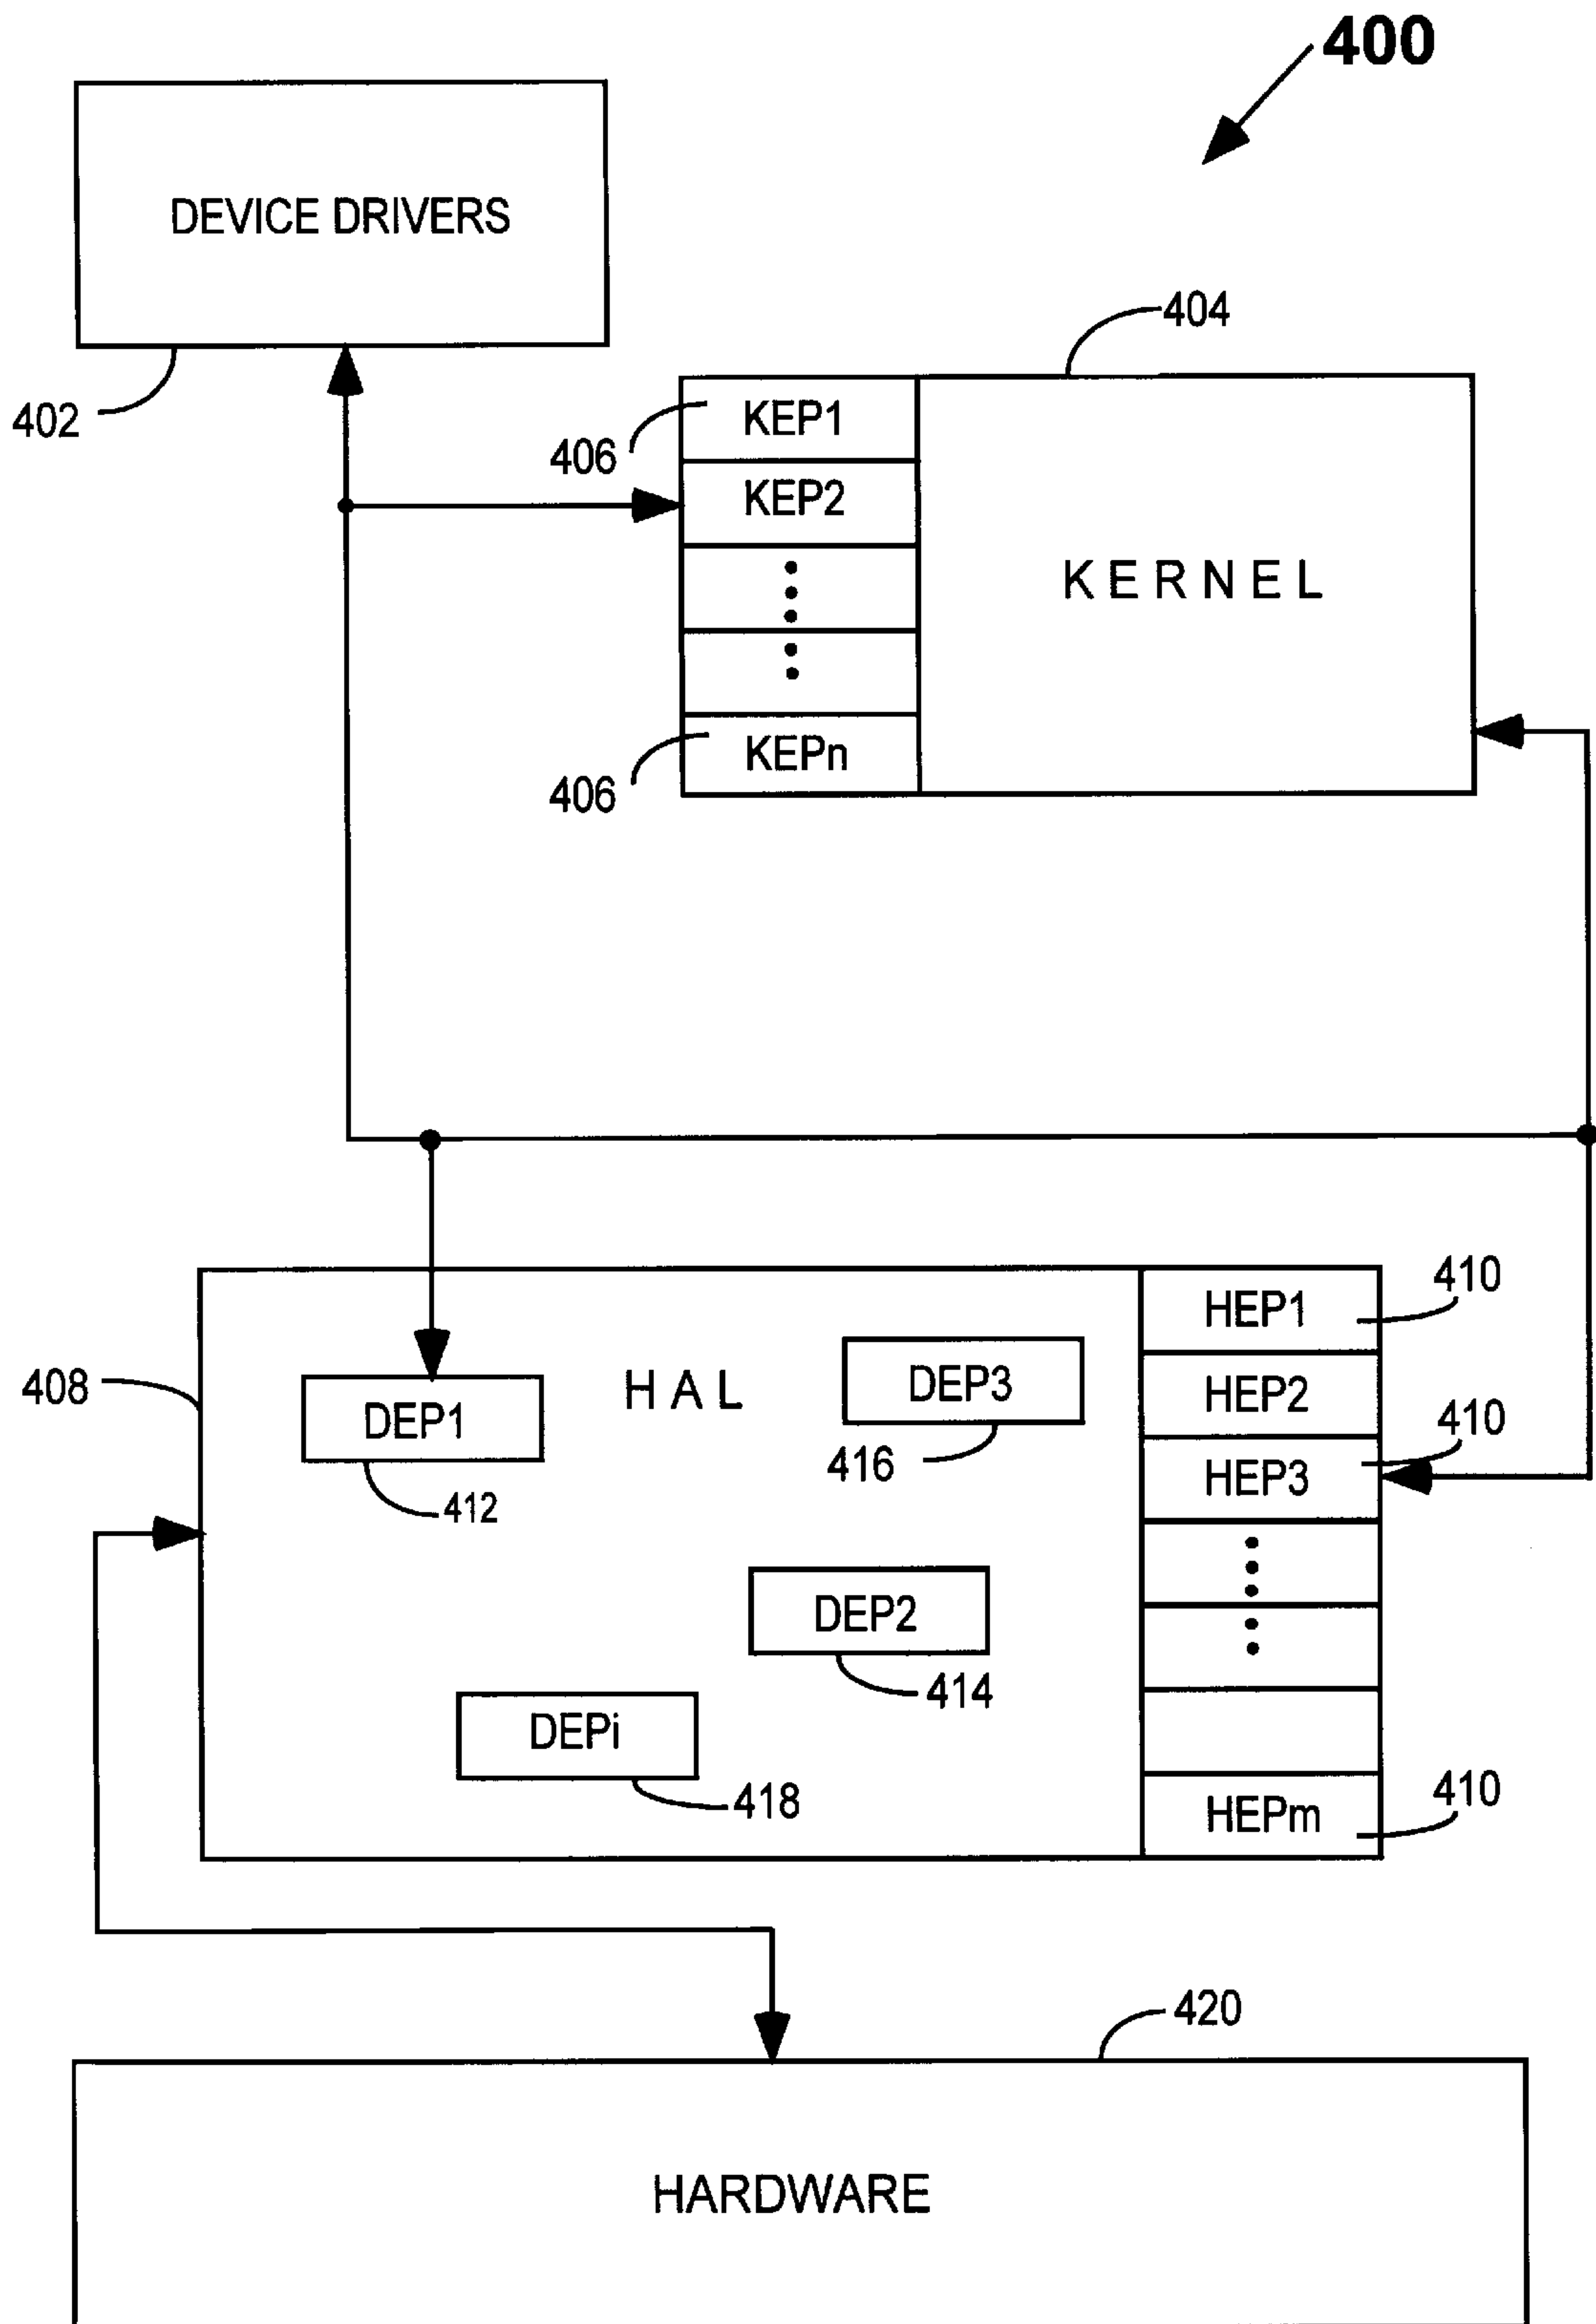 400
DEVICE DRIVERS
402
404
406
KEP1
KEP2
KERNEL
406
KEPn
408
HAL
DEP1
412
DEP3
416
DEP2
414
DEPi
418
HEP1
410
HEP2
410
HEP3
HEPm
410
420
HARDWARE